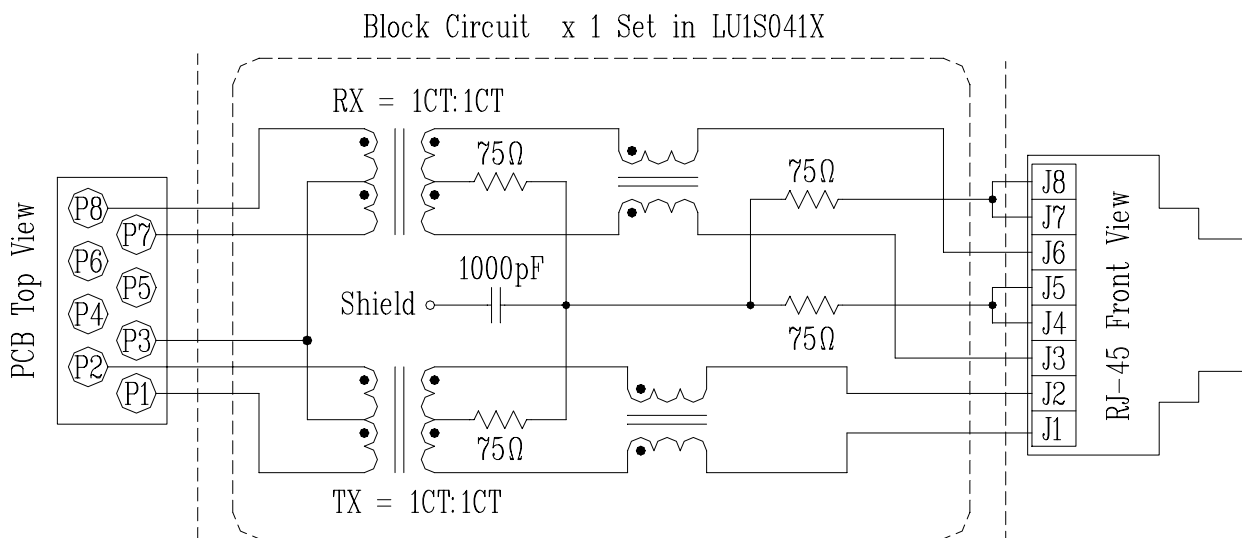 Block Circuit x 1 Set in LU1S041X
RX = 1CT:1CT
75Ω
75Ω
PCB Top View
P8
P7
P6
P5
P4
P3
P2
P1
1000pF
Shield
75Ω
75Ω
TX = 1CT:1CT
J8
J7
J6
J5
J4
J3
J2
J1
RJ-45 Front View